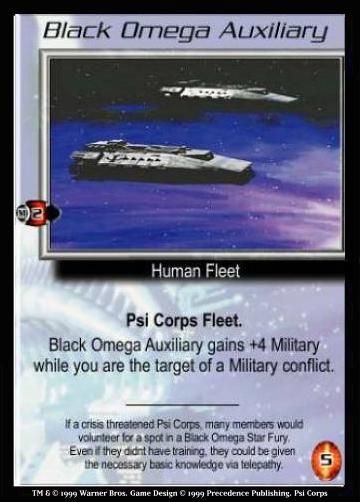 Black Omega Auxiliary
M 2
Human Fleet
Psi Corps Fleet.
Black Omega Auxiliary gains +4 Military
while you are the target of a Military conflict.
If a crisis threatened Psi Corps, many members would
volunteer for a spot in a Black Omega Star Fury.
Even if they didnt have training, they could be given
the necessary basic knowledge via telepathy.
5
TM & © 1999 Warner Bros. Game Design © 1999 Precedence Publishing. Psi Corps